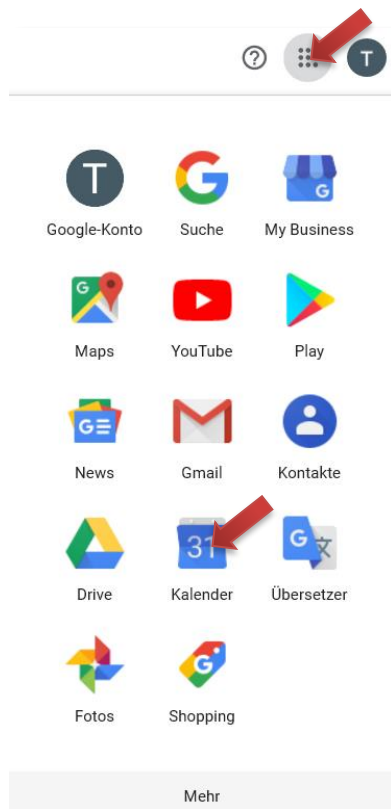 T
T
Google-Konto Suche My Business
Maps YouTube Play
News Gmail Kontakte
31
Drive Kalender Übersetzer
Fotos Shopping
Mehr